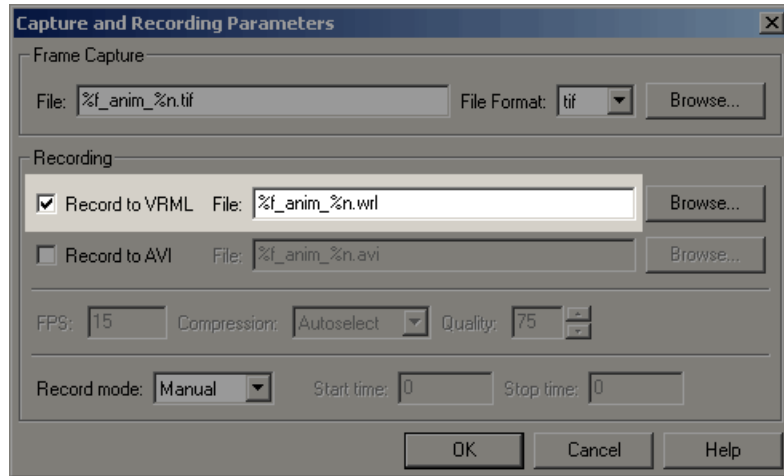 Capture and Recording Parameters
Frame Capture
File: %f_anim_%n.tif File Format: tif Browse...
Recording
Record to VRML File: %f_anim_%n.wrl Browse...
Record to AVI File: %f_anim_%n.avi Browse...
FPS: 15 Compression: Autoselect Quality: 75
Record mode: Manual Start time: 0 Stop time: 0
OK Cancel Help